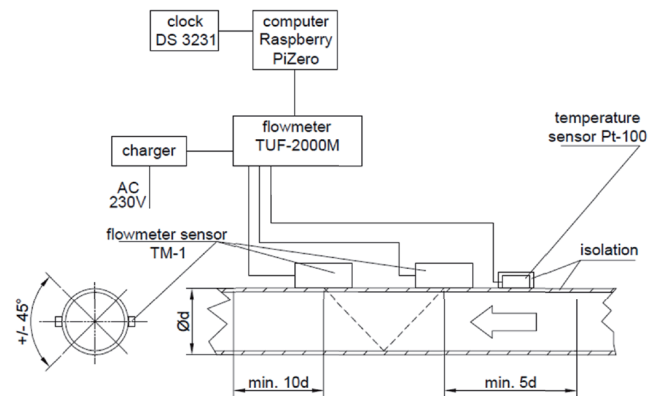 clock
DS 3231
computer
Raspberry
PiZero
flowmeter
TUF-2000M
temperature
sensor Pt-100
charger
AC
230V
flowmeter sensor
TM-1
isolation
+/- 45°
Ød
min. 10d
min. 5d